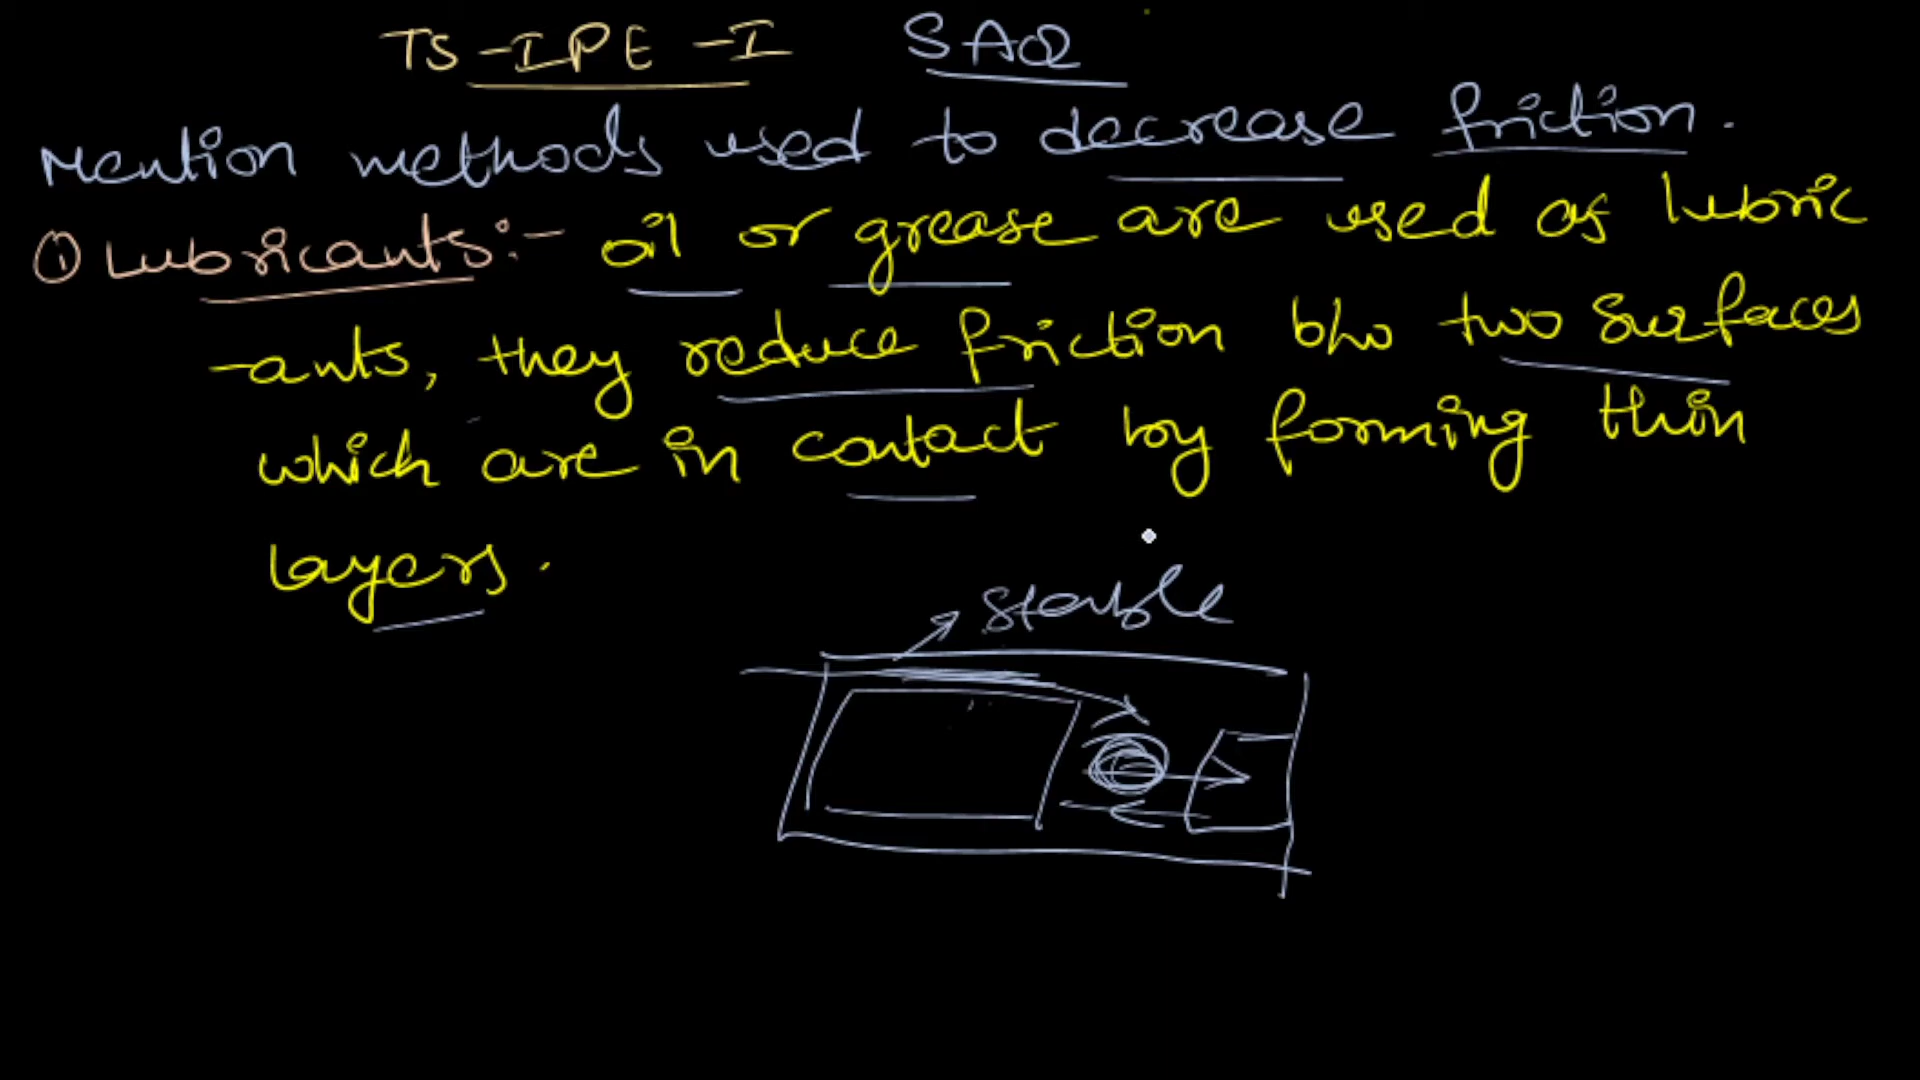 TS-IPE-I SAQ
Mention methods used to decrease friction.
① Lubricants:- oil or grease are used as lubric
-ants, they reduce friction b/w two surfaces
which are in contact by forming thin
layers.
Stable